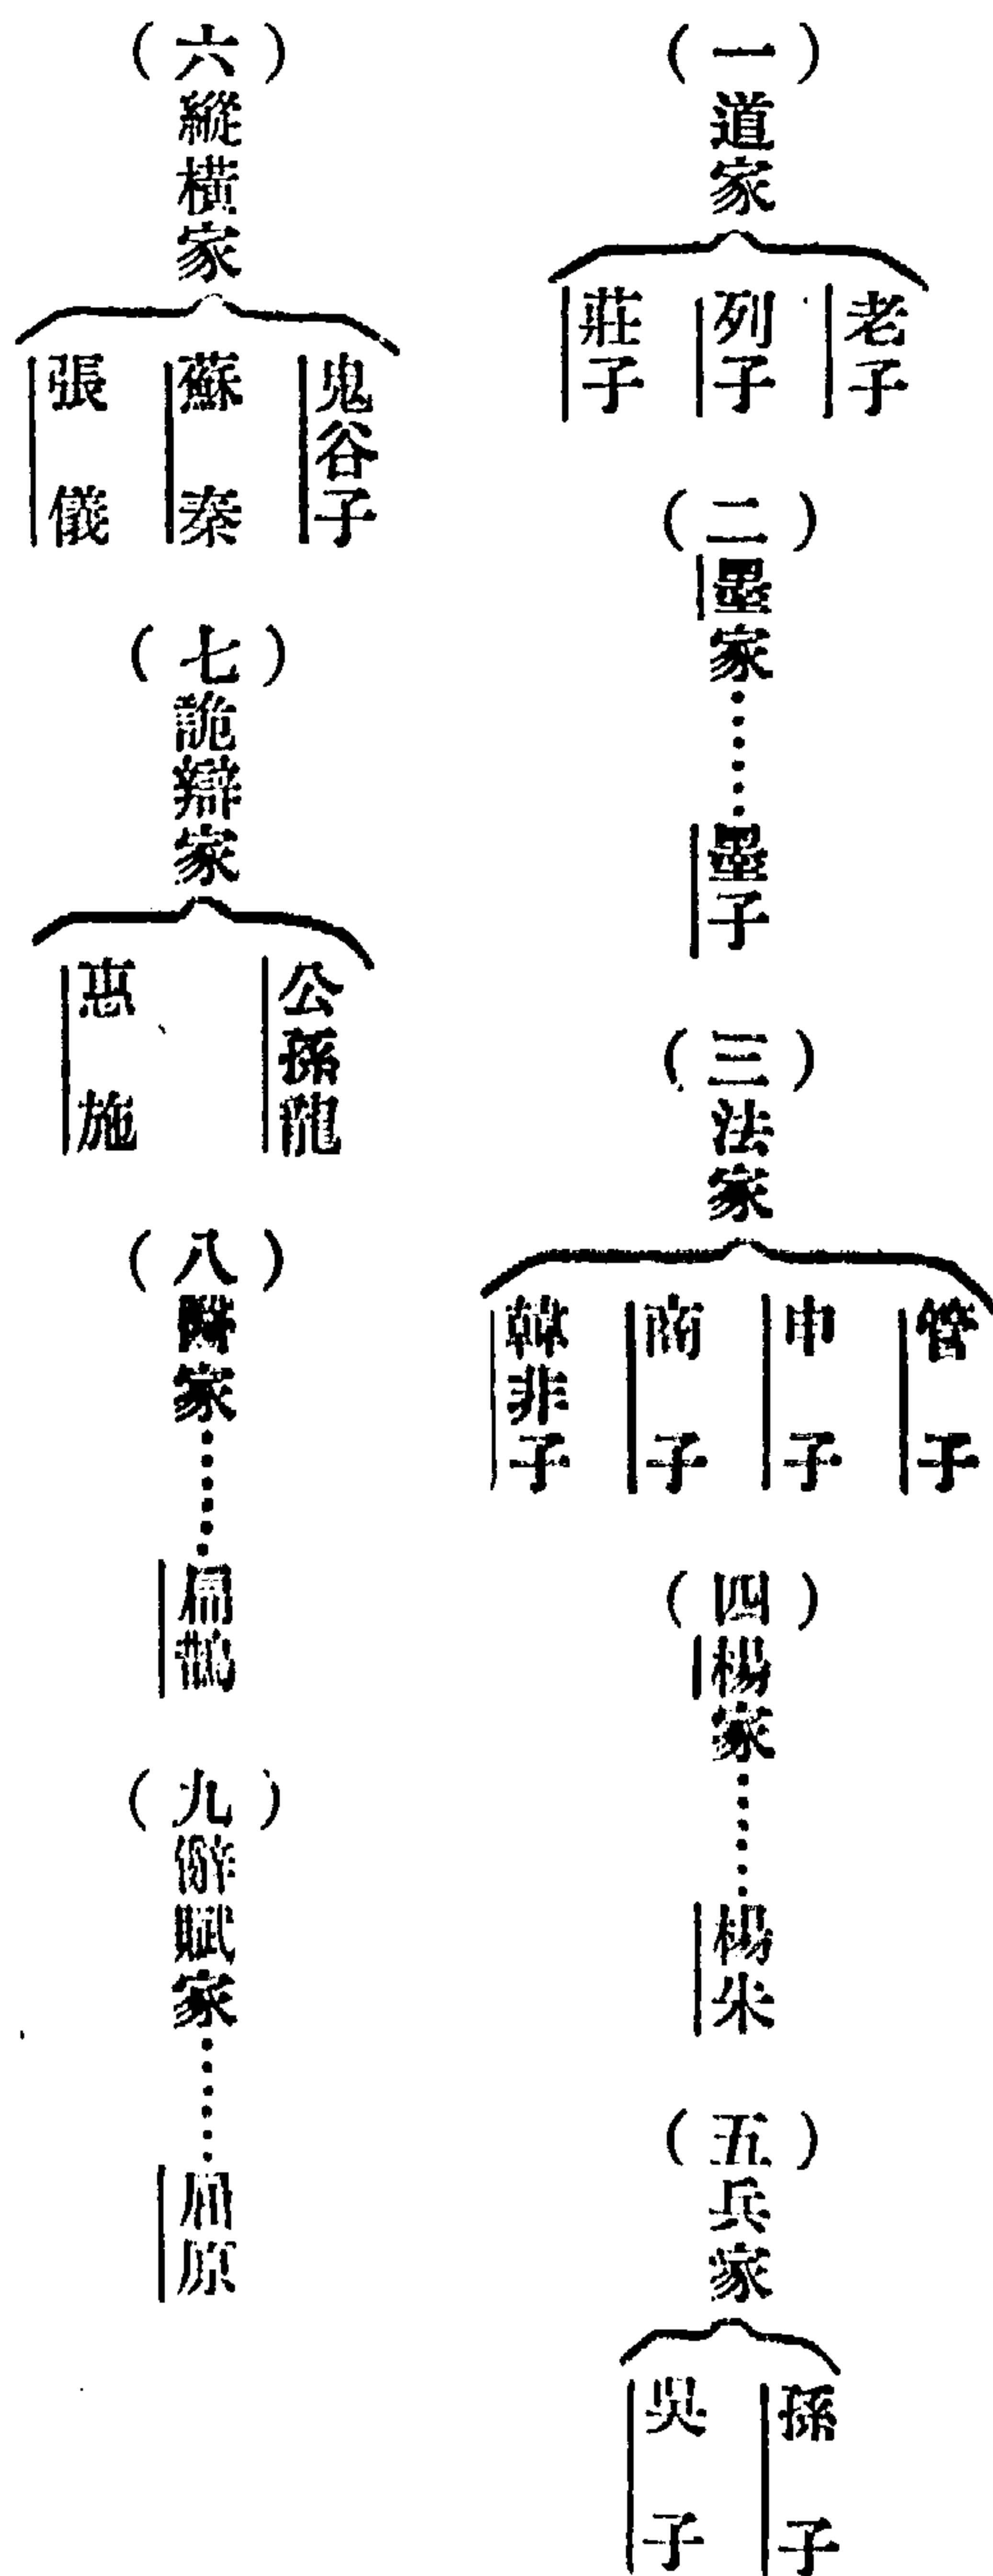 （一）道家
老子
列子
莊子
（二）墨家……墨子
（三）法家
管子
申子
商子
韓非子
（四）楊家……楊朱
（五）兵家
孫子
吳子
（六）縱橫家
鬼谷子
蘇秦
張儀
（七）詭辯家
公孫龍
惠施
（八）醫家……扁鵲
（九）辭賦家……屈原